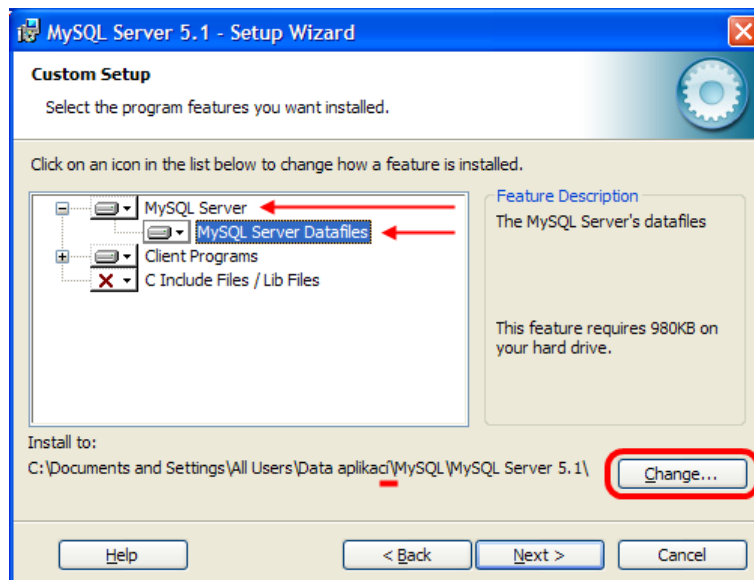 MySQL Server 5.1 - Setup Wizard
Custom Setup
Select the program features you want installed.
Click on an icon in the list below to change how a feature is installed.
MySQL Server
MySQL Server Datafiles
Client Programs
C Include Files / Lib Files
Feature Description
The MySQL Server's datafiles
This feature requires 980KB on
your hard drive.
Install to:
C:\Documents and Settings\All Users\Data aplikací\MySQL\MySQL Server 5.1\
Change...
Help
< Back
Next >
Cancel